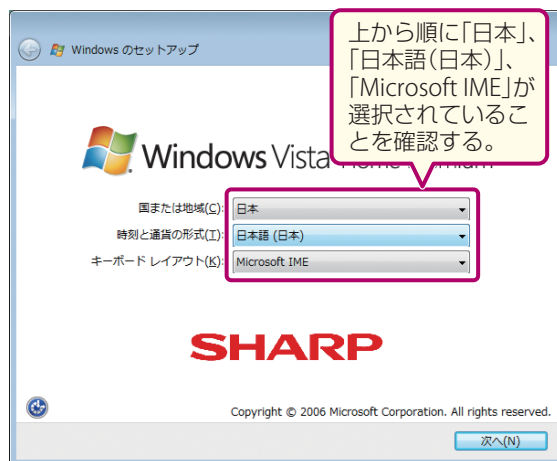 上から順に「日本」、
「日本語（日本）」、
「Microsoft IME」が
選択されているこ
とを確認する。
Windows のセットアップ
Windows Vista
国または地域(C): 日本
時刻と通貨の形式(T): 日本語 (日本)
キーボード レイアウト(K): Microsoft IME
SHARP
Copyright © 2006 Microsoft Corporation. All rights reserved.
次へ(N)